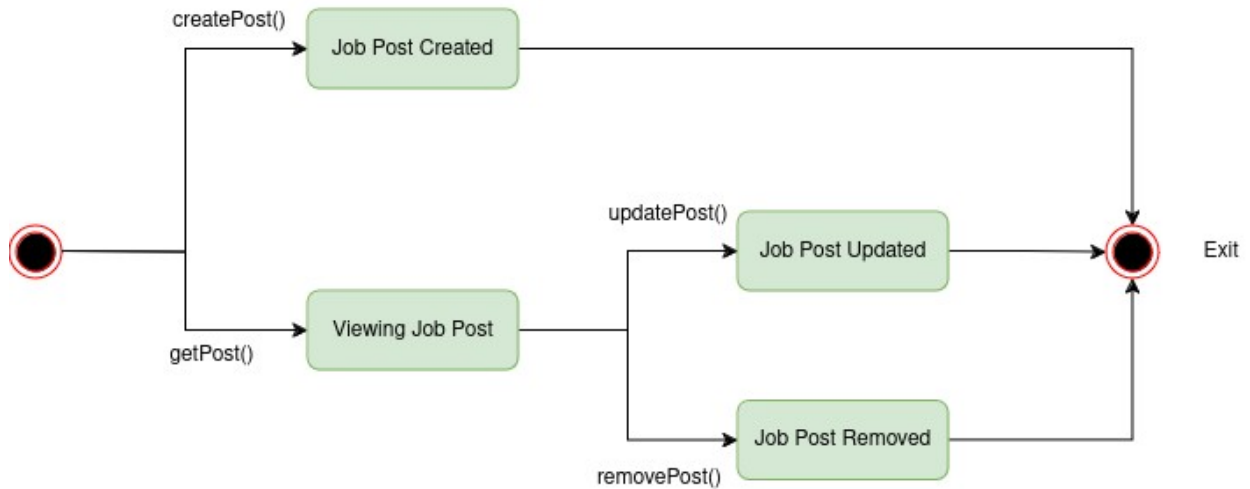 createPost()
Job Post Created
updatePost()
Job Post Updated
Exit
Viewing Job Post
getPost()
Job Post Removed
removePost()